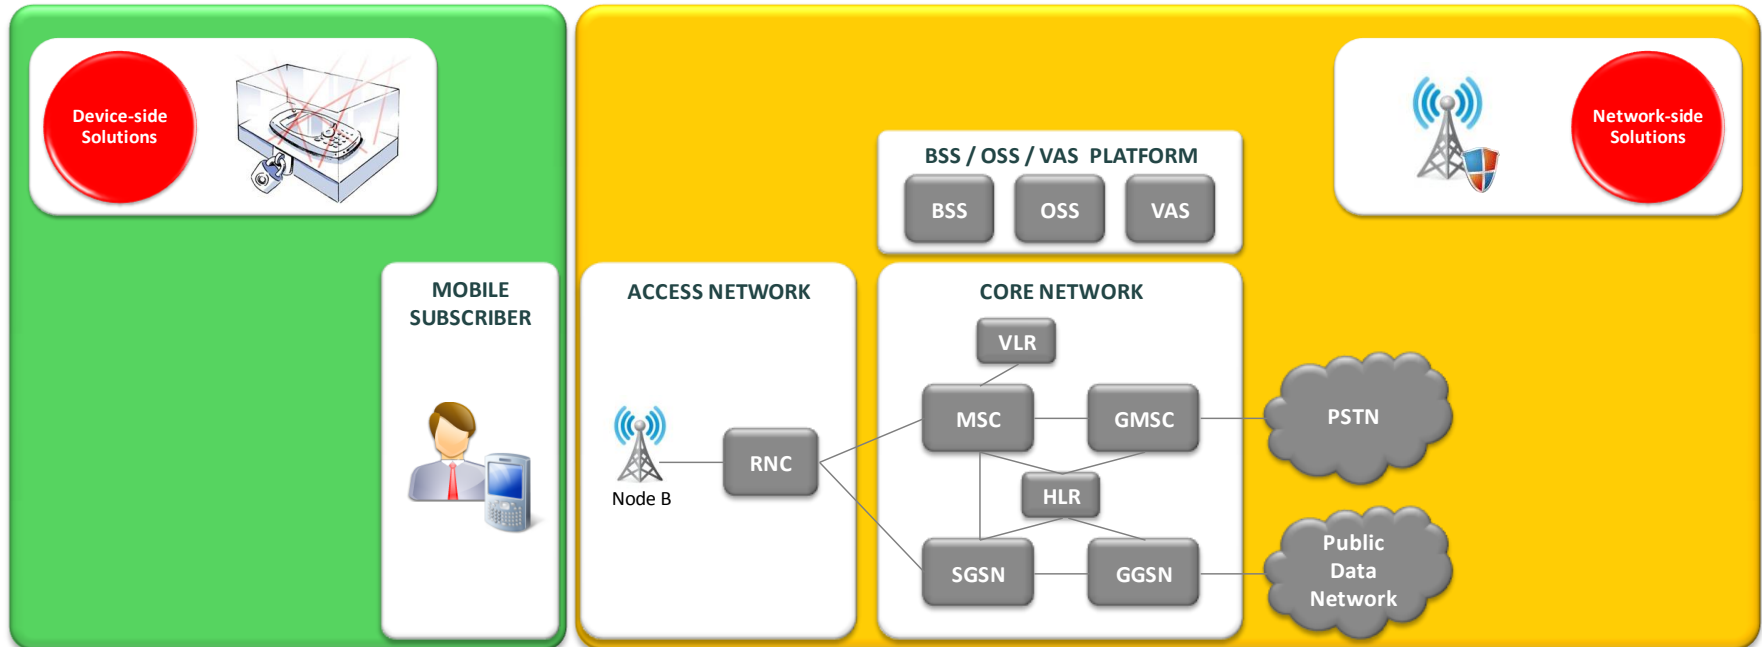 Device-side
Solutions
Network-side
Solutions
BSS / OSS / VAS PLATFORM
BSS
OSS
VAS
MOBILE
SUBSCRIBER
ACCESS NETWORK
CORE NETWORK
VLR
MSC
GMSC
PSTN
RNC
Node B
HLR
SGSN
GGSN
Public
Data
Network